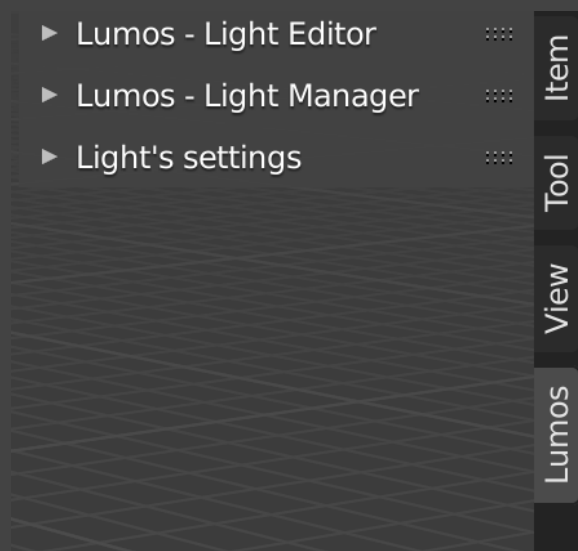 Lumos - Light Editor
Lumos - Light Manager
Light's settings
Item
Tool
View
Lumos